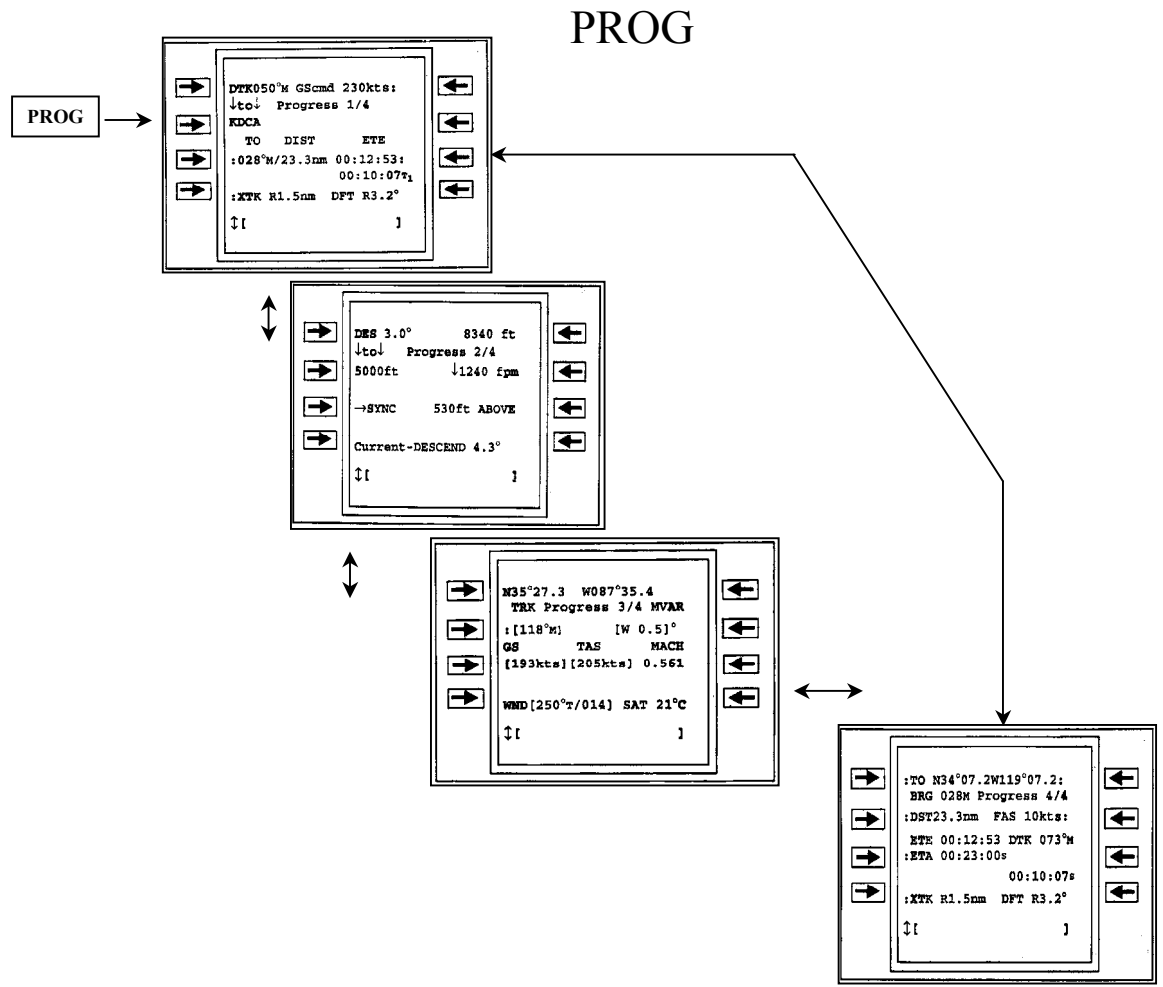 PROG
PROG
DTK050°M GScmd 230kts:
↓to↓ Progress 1/4
KDCA
TO DIST ETE
:028°M/23.3nm 00:12:53:
00:10:07T1
:XTK R1.5nm DFT R3.2°
↕[ ]
DES 3.0° 8340 ft
↓to↓ Progress 2/4
5000ft ↓1240 fpm
→SYNC 530ft ABOVE
Current-DESCEND 4.3°
↕[ ]
N35°27.3 W087°35.4
TRK Progress 3/4 MVAR
:[118°M] [W 0.5]°
GS TAS MACH
[193kts][205kts] 0.561
WND[250°T/014] SAT 21°C
↕[ ]
:TO N34°07.2W119°07.2:
BRG 028M Progress 4/4
:DST23.3nm FAS 10kts:
ETE 00:12:53 DTK 073°M
:ETA 00:23:00s
00:10:07s
:XTK R1.5nm DFT R3.2°
↕[ ]